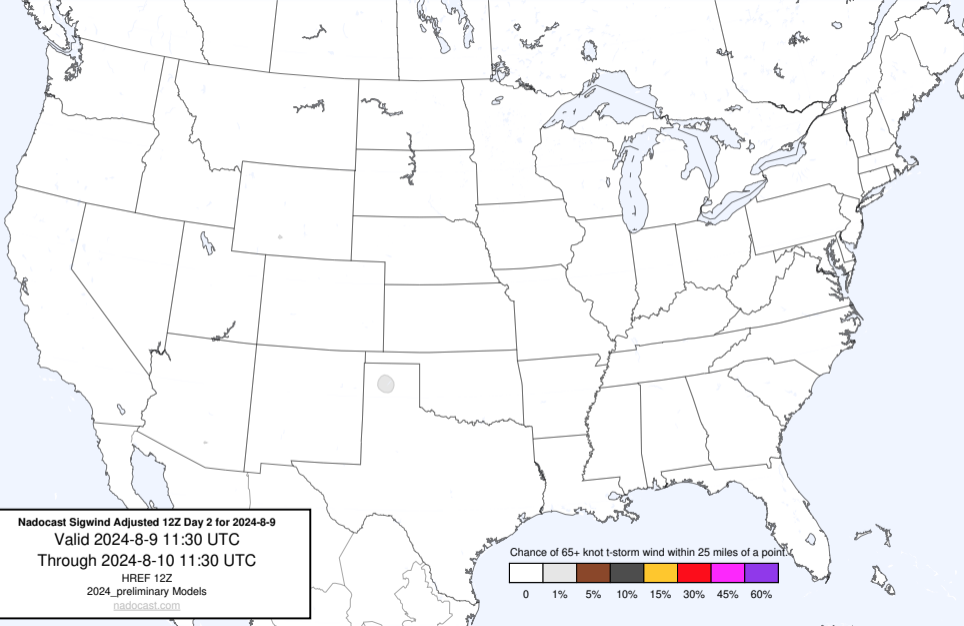 Nadocast Sigwind Adjusted 12Z Day 2 for 2024-8-9
Valid 2024-8-9 11:30 UTC
Through 2024-8-10 11:30 UTC
HREF 12Z
2024_preliminary Models
nadocast.com
Chance of 65+ knot t-storm wind within 25 miles of a point.
0 1% 5% 10% 15% 30% 45% 60%